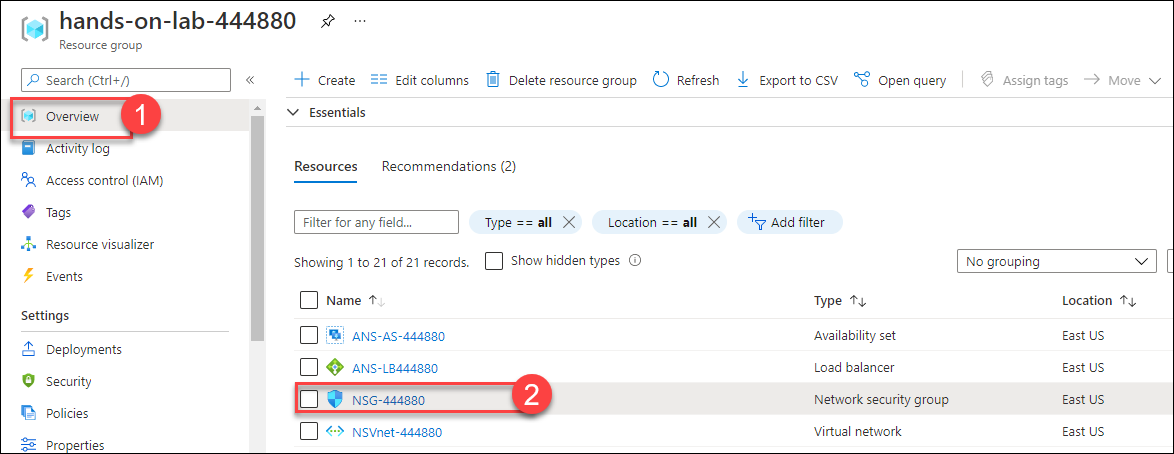 hands-on-lab-444880
Resource group
Search (Ctrl+/)
Overview
1
Activity log
Access control (IAM)
Tags
Resource visualizer
Events
Settings
Deployments
Security
Policies
Properties
Create Edit columns Delete resource group Refresh Export to CSV Open query Assign tags Move
Essentials
Resources Recommendations (2)
Filter for any field... Type == all Location == all Add filter
Showing 1 to 21 of 21 records. Show hidden types No grouping
Name Type Location
ANS-AS-444880 Availability set East US
ANS-LB444880 Load balancer East US
NSG-444880 2 Network security group East US
NSVnet-444880 Virtual network East US